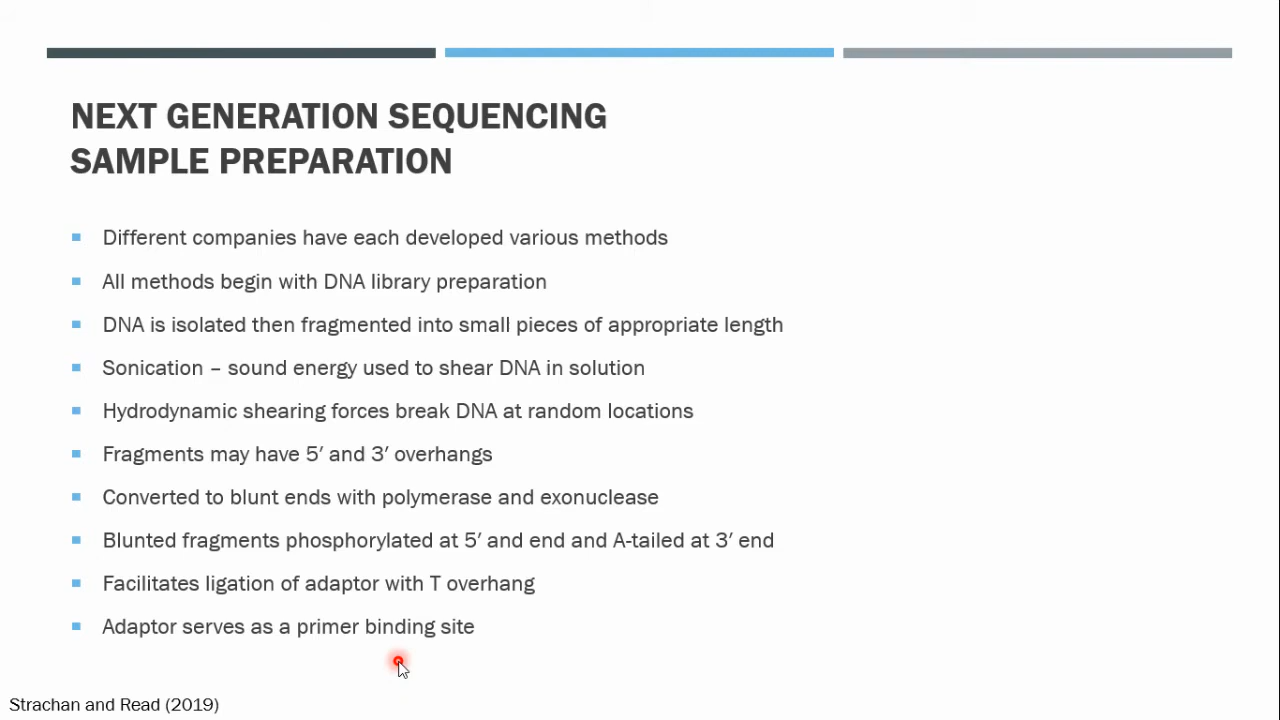 NEXT GENERATION SEQUENCING
SAMPLE PREPARATION
Different companies have each developed various methods
All methods begin with DNA library preparation
DNA is isolated then fragmented into small pieces of appropriate length
Sonication – sound energy used to shear DNA in solution
Hydrodynamic shearing forces break DNA at random locations
Fragments may have 5′ and 3′ overhangs
Converted to blunt ends with polymerase and exonuclease
Blunted fragments phosphorylated at 5′ and end and A-tailed at 3′ end
Facilitates ligation of adaptor with T overhang
Adaptor serves as a primer binding site
Strachan and Read (2019)